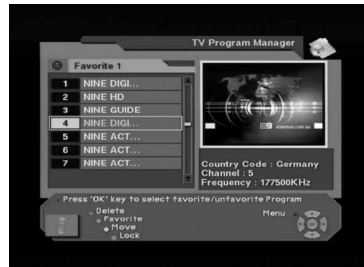 TV Program Manager
Favorite 1
1 NINE DIGI...
2 NINE HD
3 NINE GUIDE
4 NINE DIGI...
5 NINE ACT...
6 NINE ACT...
7 NINE ACT...
Country Code : Germany
Channel : 5
Frequency : 177500KHz
Press 'OK' key to select favorite/unfavorite Program
Delete
Favorite
Move
Lock
Menu